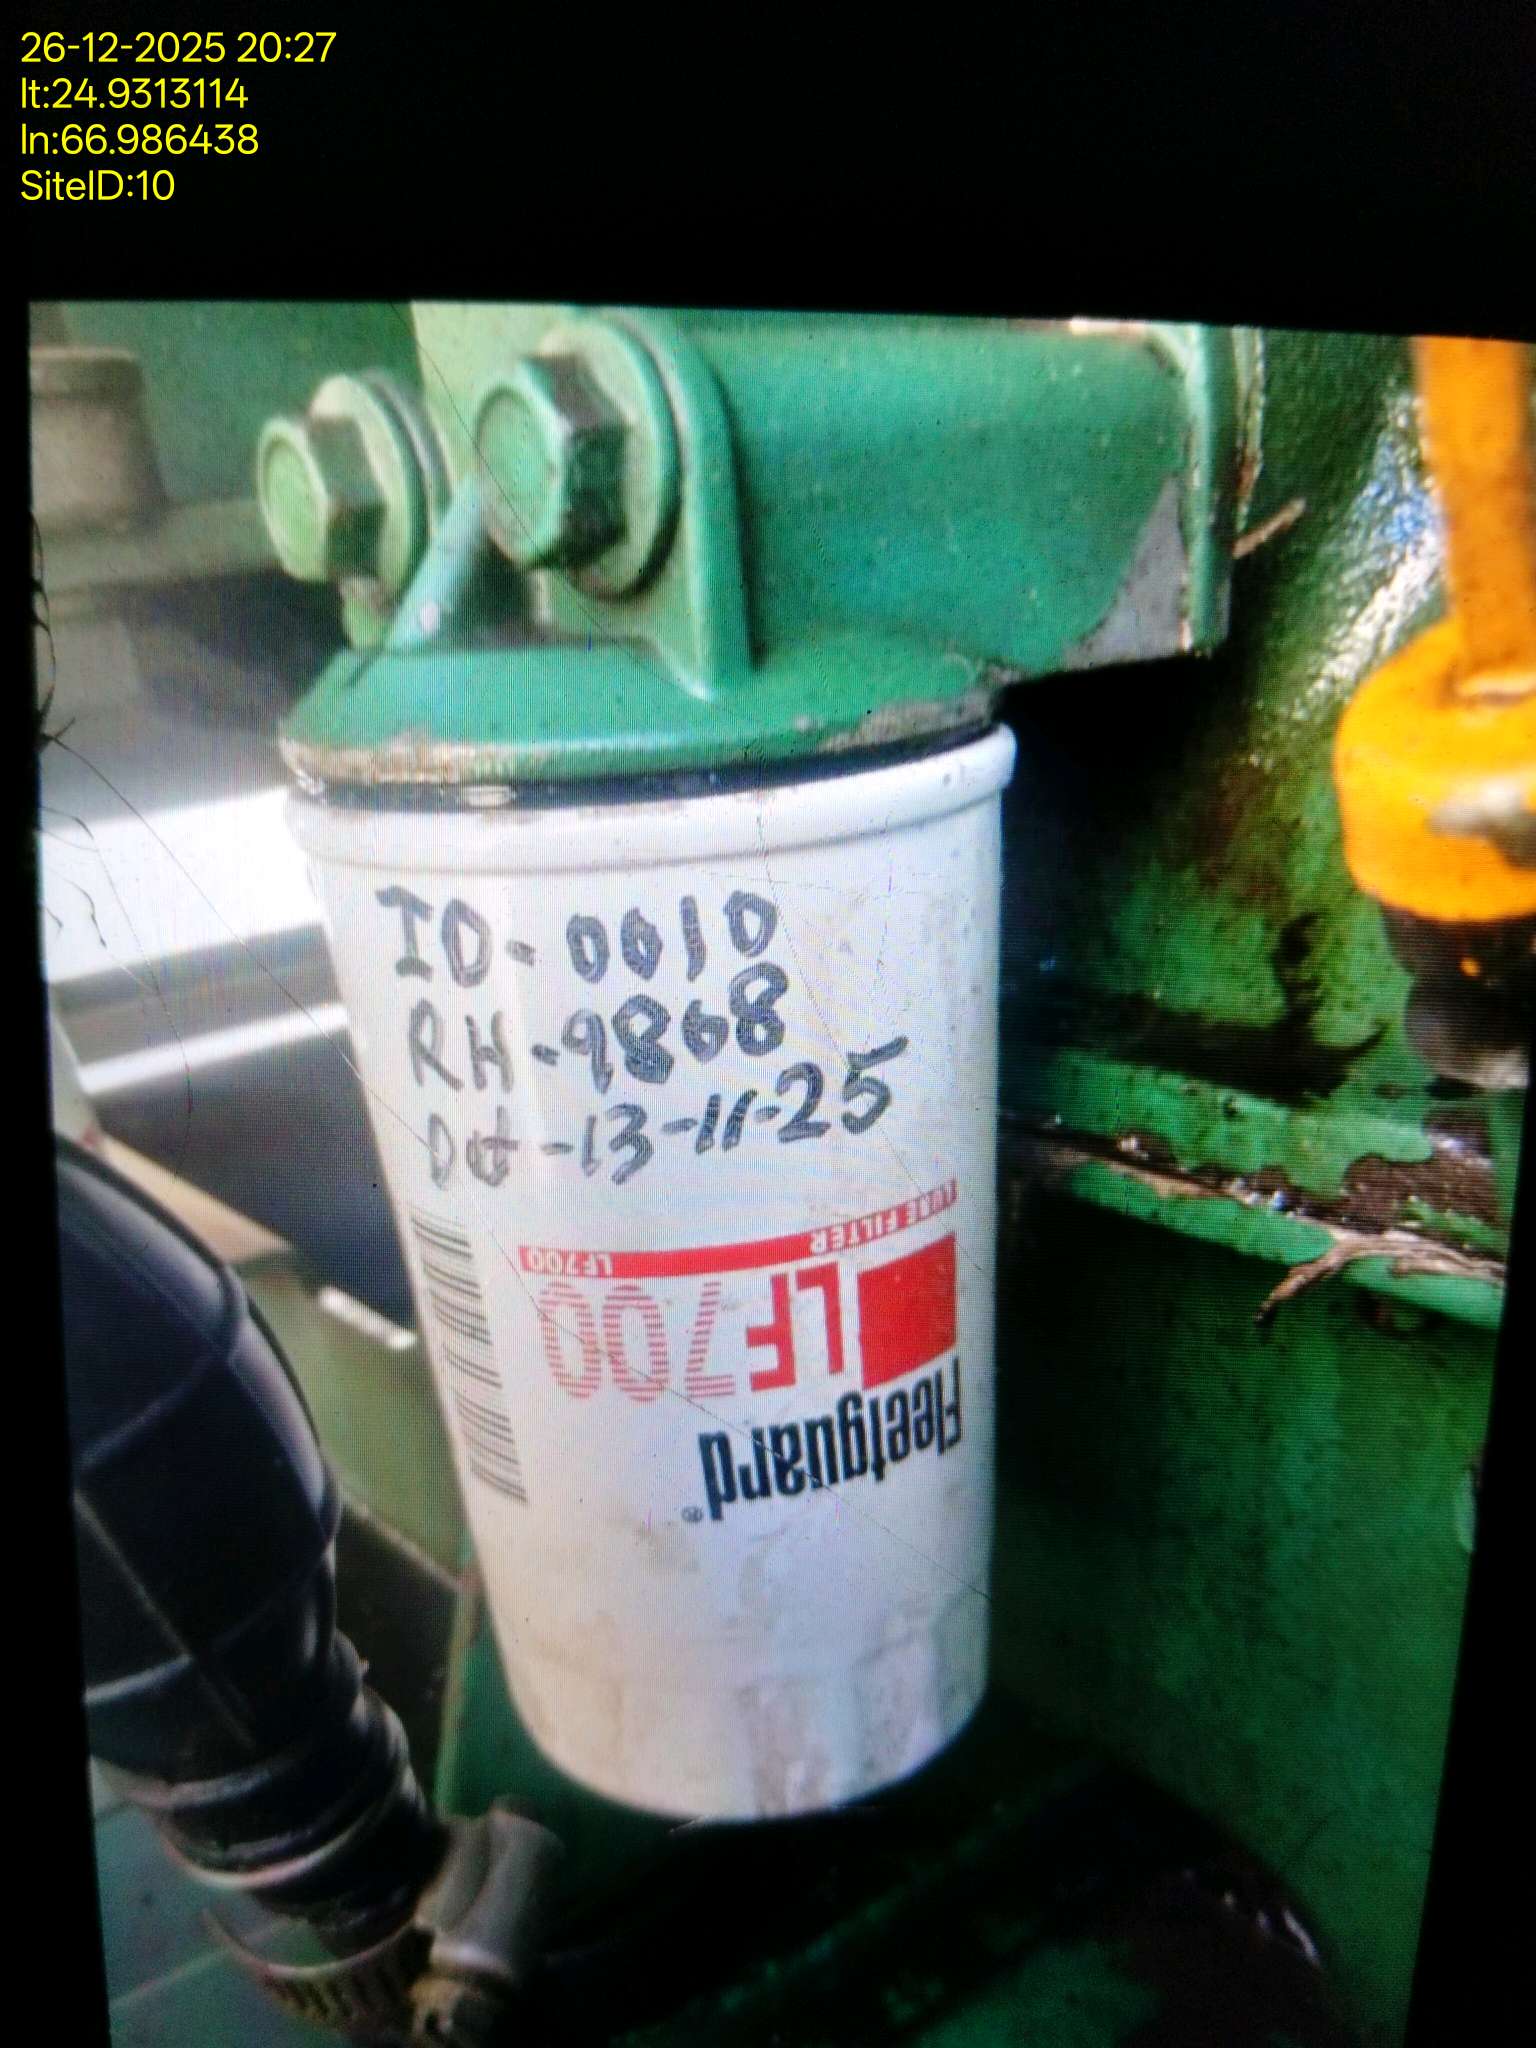 26-12-2025 20:27
lt:24.9313114
ln:66.986438
SiteID:10
ID-0010
RH-9868
Dat-13-11-25
LUBE FILTER
LF700
LF700
Fleetguard®